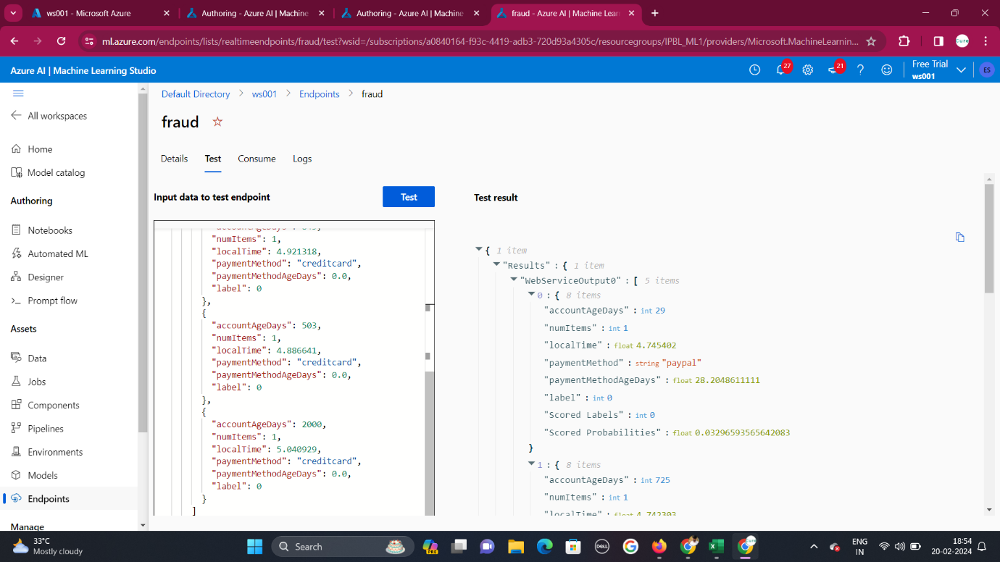 ws001 - Microsoft Azure
Authoring - Azure AI | Machine
Authoring - Azure AI | Machine
fraud - Azure AI | Machine Lear
ml.azure.com/endpoints/lists/realtimeendpoints/fraud/test?wsid=/subscriptions/a0840164-f93c-4419-adb3-720d93a4305c/resourcegroups/IPBL_ML1/providers/Microsoft.MachineLearnin...
Cure
Azure AI | Machine Learning Studio
27
21
Free Trial
ws001
ES
All workspaces
Home
Model catalog
Authoring
Notebooks
Automated ML
Designer
Prompt flow
Assets
Data
Jobs
Components
Pipelines
Environments
Models
Endpoints
Manage
Default Directory > ws001 > Endpoints > fraud
fraud
Details Test Consume Logs
Input data to test endpoint
Test
"numItems": 1,
"localTime": 4.921318,
"paymentMethod": "creditcard",
"paymentMethodAgeDays": 0.0,
"label": 0
},
{
"accountAgeDays": 503,
"numItems": 1,
"localTime": 4.886641,
"paymentMethod": "creditcard",
"paymentMethodAgeDays": 0.0,
"label": 0
},
{
"accountAgeDays": 2000,
"numItems": 1,
"localTime": 5.040929,
"paymentMethod": "creditcard",
"paymentMethodAgeDays": 0.0,
"label": 0
}
]
Test result
{ 1 item
"Results" : { 1 item
"WebServiceOutput0" : [ 5 items
0 : { 8 items
"accountAgeDays" : int 29
"numItems" : int 1
"localTime" : float 4.745402
"paymentMethod" : string "paypal"
"paymentMethodAgeDays" : float 28.2048611111
"label" : int 0
"Scored Labels" : int 0
"Scored Probabilities" : float 0.03296593565642083
}
1 : { 8 items
"accountAgeDays" : int 725
"numItems" : int 1
"localTime" : float 4.742303
33°C
Mostly cloudy
Search
PRE
DELL
ENG
IN
18:54
20-02-2024